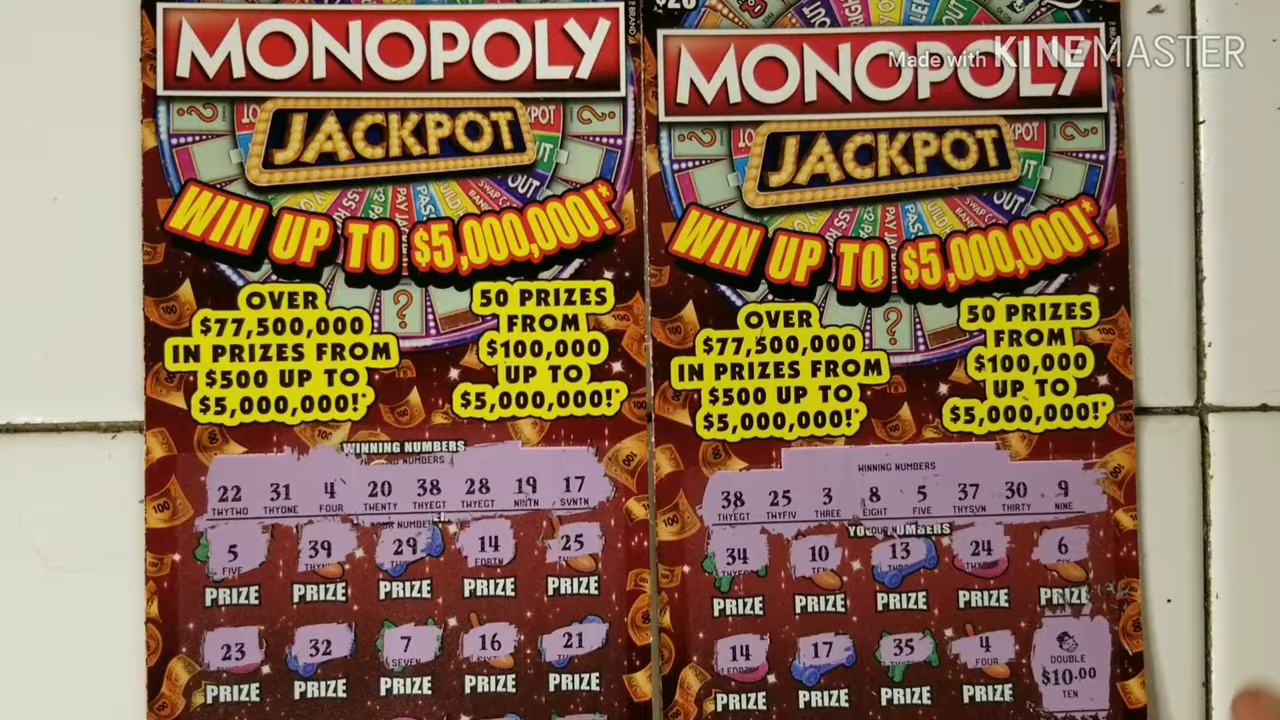 $20
Made with KINEMASTER
MONOPOLY
JACKPOT
WIN UP TO $5,000,000!*
OVER
$77,500,000
IN PRIZES FROM
$500 UP TO
$5,000,000!*
50 PRIZES
FROM
$100,000
UP TO
$5,000,000!*
WINNING NUMBERS
22 31 4 20 38 28 19 17
THYTWO THYONE FOUR TWENTY THYEGT TWYEGT NINTN SVNTN
5 39 29 14 25
FIVE
PRIZE PRIZE PRIZE PRIZE PRIZE
23 32 7 16 21
SEVEN
PRIZE PRIZE PRIZE PRIZE PRIZE
MONOPOLY
JACKPOT
WIN UP TO $5,000,000!*
OVER
$77,500,000
IN PRIZES FROM
$500 UP TO
$5,000,000!*
50 PRIZES
FROM
$100,000
UP TO
$5,000,000!*
WINNING NUMBERS
38 25 3 8 5 37 30 9
THYEGT TWYFIV THREE EIGHT FIVE THYSVN THIRTY NINE
YOUR NUMBERS
34 10 13 24 6
PRIZE PRIZE PRIZE PRIZE PRIZE
14 17 35 4
FOUR
DOUBLE
$10.00
TEN
PRIZE PRIZE PRIZE PRIZE